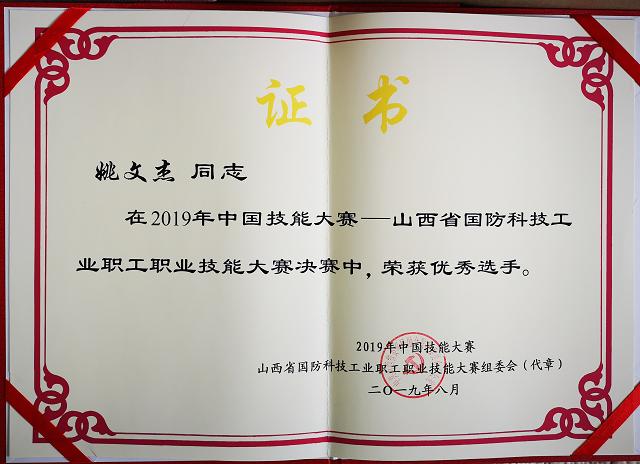 证书
姚文杰 同志
在2019年中国技能大赛——山西省国防科技工
业职工职业技能大赛决赛中,荣获优秀选手。
2019年中国技能大赛
山西省国防科技工业职工职业技能大赛组委会(代章)
二〇一九年八月